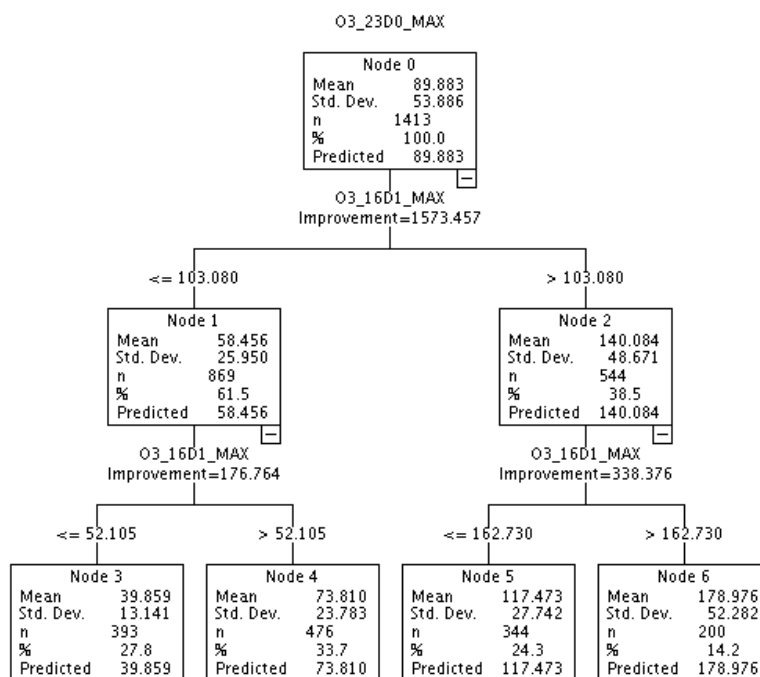 O3_23D0_MAX
Node 0
Mean 89.883
Std. Dev. 53.886
n 1413
% 100.0
Predicted 89.883
O3_16D1_MAX
Improvement=1573.457
<= 103.080
> 103.080
Node 1
Mean 58.456
Std. Dev. 25.950
n 869
% 61.5
Predicted 58.456
Node 2
Mean 140.084
Std. Dev. 48.671
n 544
% 38.5
Predicted 140.084
O3_16D1_MAX
Improvement=176.764
O3_16D1_MAX
Improvement=338.376
<= 52.105
> 52.105
<= 162.730
> 162.730
Node 3
Mean 39.859
Std. Dev. 13.141
n 393
% 27.8
Predicted 39.859
Node 4
Mean 73.810
Std. Dev. 23.783
n 476
% 33.7
Predicted 73.810
Node 5
Mean 117.473
Std. Dev. 27.742
n 344
% 24.3
Predicted 117.473
Node 6
Mean 178.976
Std. Dev. 52.282
n 200
% 14.2
Predicted 178.976